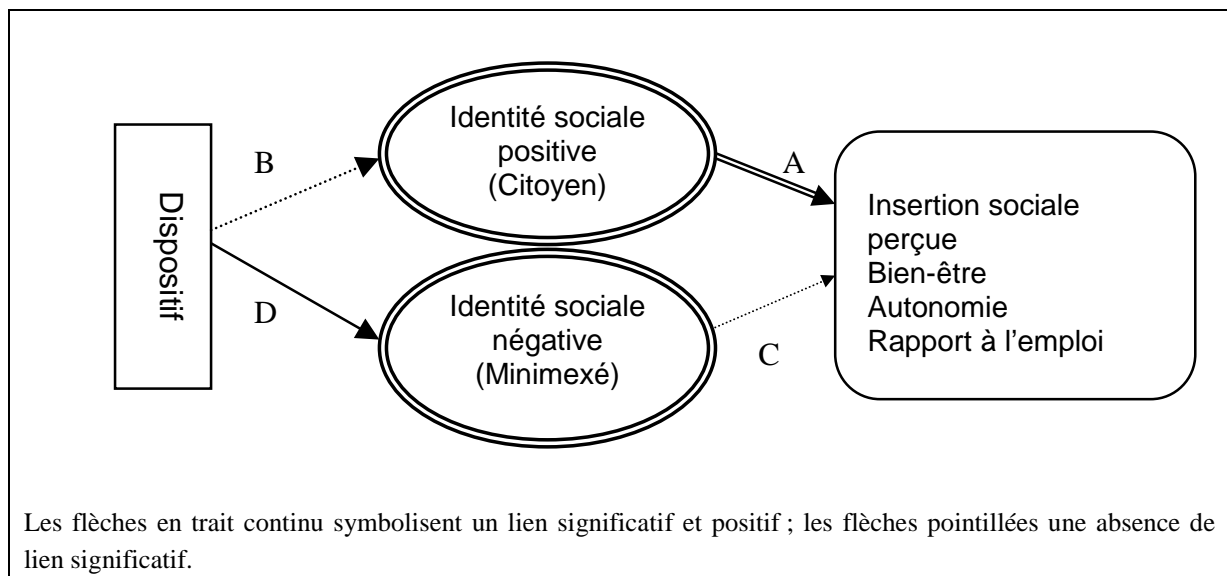 Dispositif
B
D
Identité sociale
positive
(Citoyen)
Identité sociale
négative
(Minimexé)
A
C
Insertion sociale
perçue
Bien-être
Autonomie
Rapport à l’emploi
Les flèches en trait continu symbolisent un lien significatif et positif ; les flèches pointillées une absence de
lien significatif.